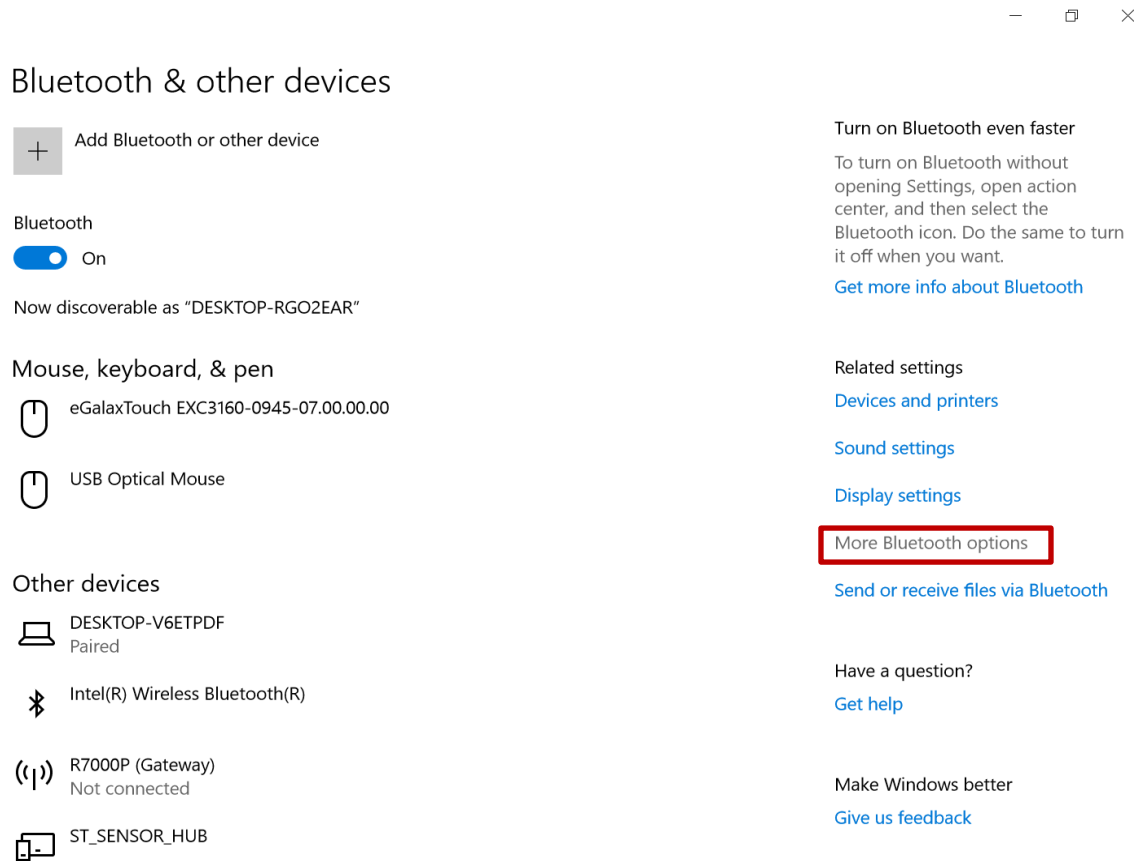 Bluetooth & other devices
Add Bluetooth or other device
Bluetooth
On
Now discoverable as “DESKTOP-RGO2EAR”
Mouse, keyboard, & pen
eGalaxTouch EXC3160-0945-07.00.00.00
USB Optical Mouse
Other devices
DESKTOP-V6ETPDF
Paired
Intel(R) Wireless Bluetooth(R)
R7000P (Gateway)
Not connected
ST_SENSOR_HUB
Turn on Bluetooth even faster
To turn on Bluetooth without
opening Settings, open action
center, and then select the
Bluetooth icon. Do the same to turn
it off when you want.
Get more info about Bluetooth
Related settings
Devices and printers
Sound settings
Display settings
More Bluetooth options
Send or receive files via Bluetooth
Have a question?
Get help
Make Windows better
Give us feedback